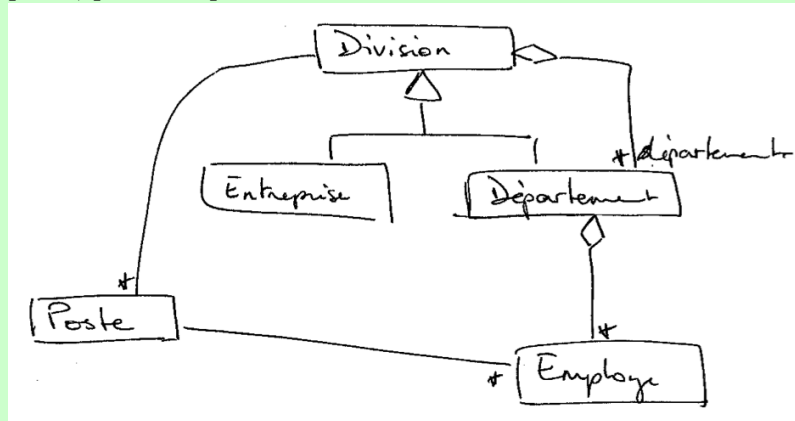 Division
* départements
Entreprise
Département
*
Poste
*
* Employé